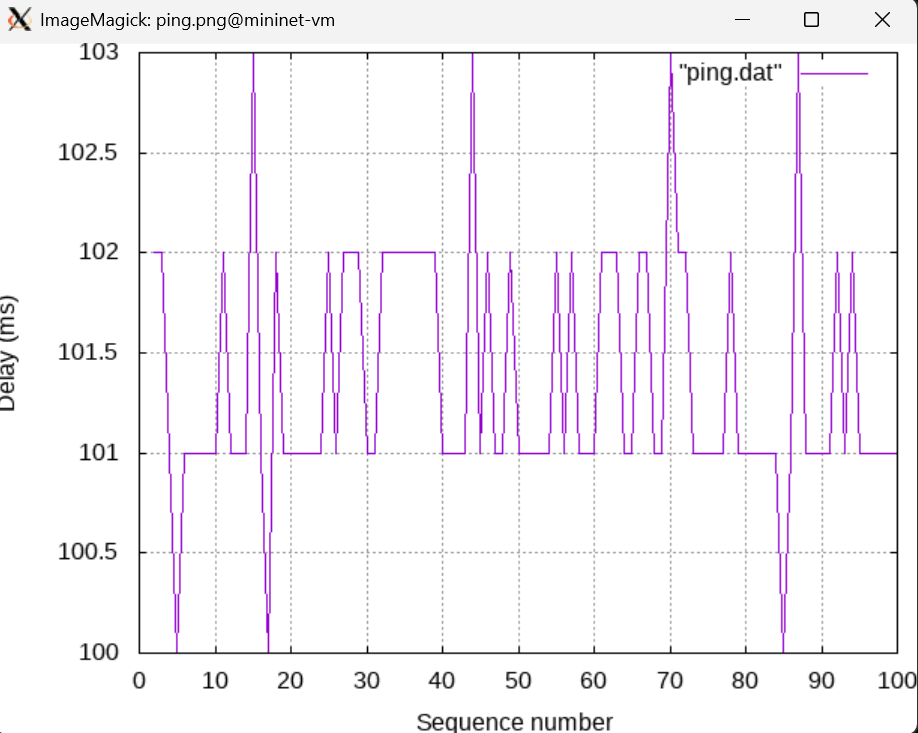 ImageMagick: ping.png@mininet-vm
103
"ping.dat"
102.5
102
101.5
Delay (ms)
101
100.5
100
0 10 20 30 40 50 60 70 80 90 100
Sequence number